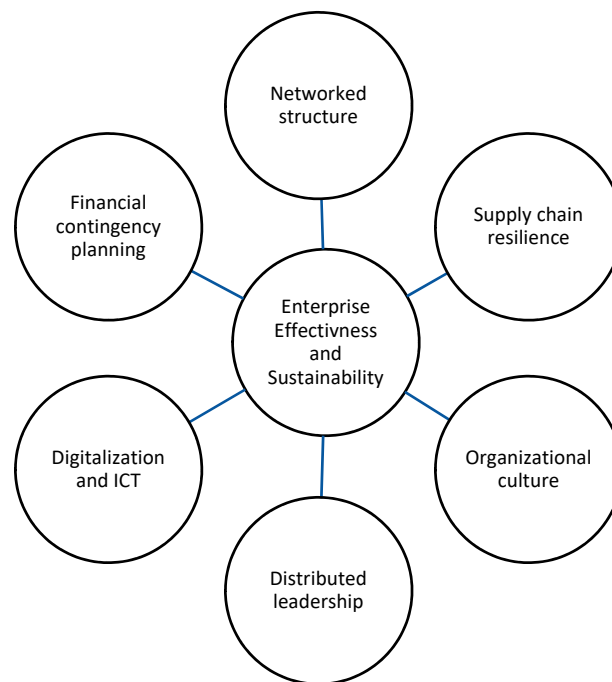 Networked
structure
Financial
contingency
planning
Supply chain
resilience
Enterprise
Effectivness
and
Sustainability
Digitalization
and ICT
Organizational
culture
Distributed
leadership